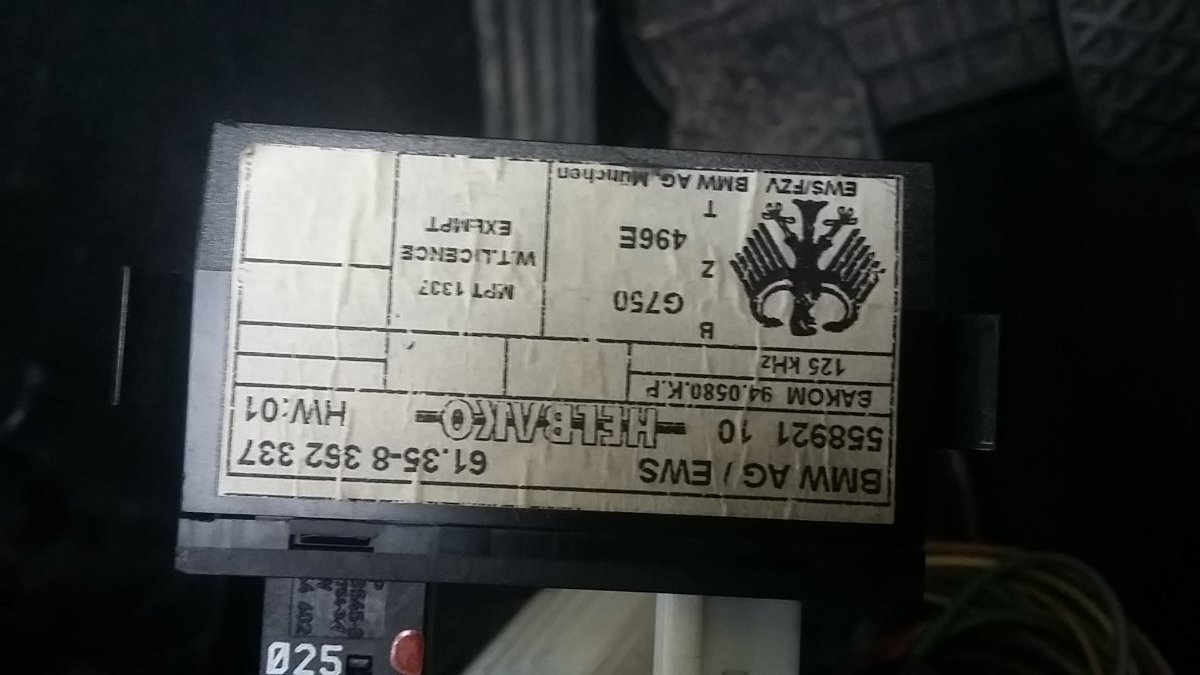 BMW AG / EWS 61.35-8 352 337
558921 10 HELBAKO HW:01
BAKOM 94.0580.K.P
125 kHz
B
G750
Z
496E
T
EWS/FZV BMW AG, München
MPT 1337
W.T.LICENCE
EXEMPT
025